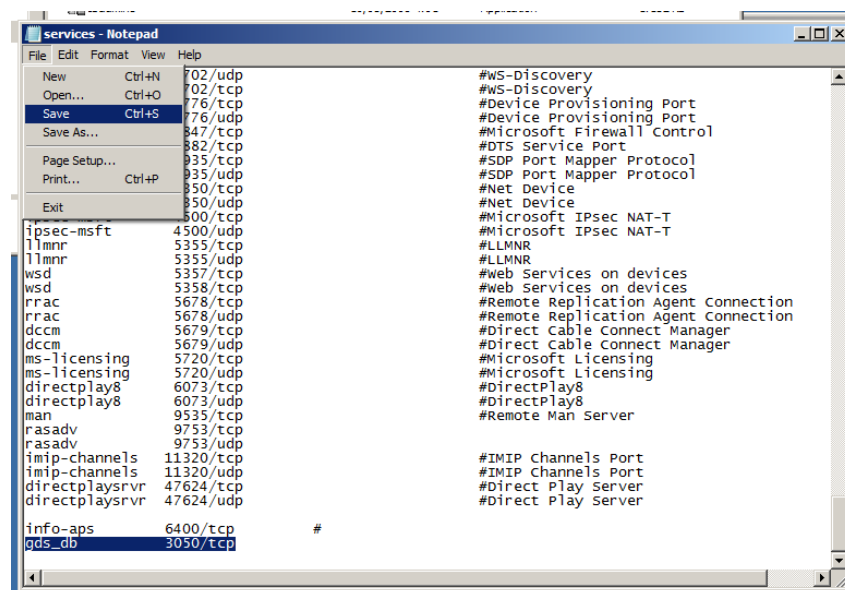 services - Notepad
File Edit Format View Help
New Ctrl+N
Open... Ctrl+O
Save Ctrl+S
Save As...
Page Setup...
Print... Ctrl+P
Exit
702/udp #WS-Discovery
702/tcp #WS-Discovery
776/tcp #Device Provisioning Port
776/udp #Device Provisioning Port
847/tcp #Microsoft Firewall Control
882/tcp #DTS Service Port
935/tcp #SDP Port Mapper Protocol
935/udp #SDP Port Mapper Protocol
350/tcp #Net Device
350/udp #Net Device
4500/tcp #Microsoft IPsec NAT-T
ipsec-msft 4500/udp #Microsoft IPsec NAT-T
llmnr 5355/tcp #LLMNR
llmnr 5355/udp #LLMNR
wsd 5357/tcp #Web Services on devices
wsd 5358/tcp #Web Services on devices
rrac 5678/tcp #Remote Replication Agent Connection
rrac 5678/udp #Remote Replication Agent Connection
dccm 5679/tcp #Direct Cable Connect Manager
dccm 5679/udp #Direct Cable Connect Manager
ms-licensing 5720/tcp #Microsoft Licensing
ms-licensing 5720/udp #Microsoft Licensing
directplay8 6073/tcp #DirectPlay8
directplay8 6073/udp #DirectPlay8
man 9535/tcp #Remote Man Server
rasadv 9753/tcp
rasadv 9753/udp
imip-channels 11320/tcp #IMIP Channels Port
imip-channels 11320/udp #IMIP Channels Port
directplaysrvr 47624/tcp #Direct Play Server
directplaysrvr 47624/udp #Direct Play Server
info-aps 6400/tcp #
gds_db 3050/tcp